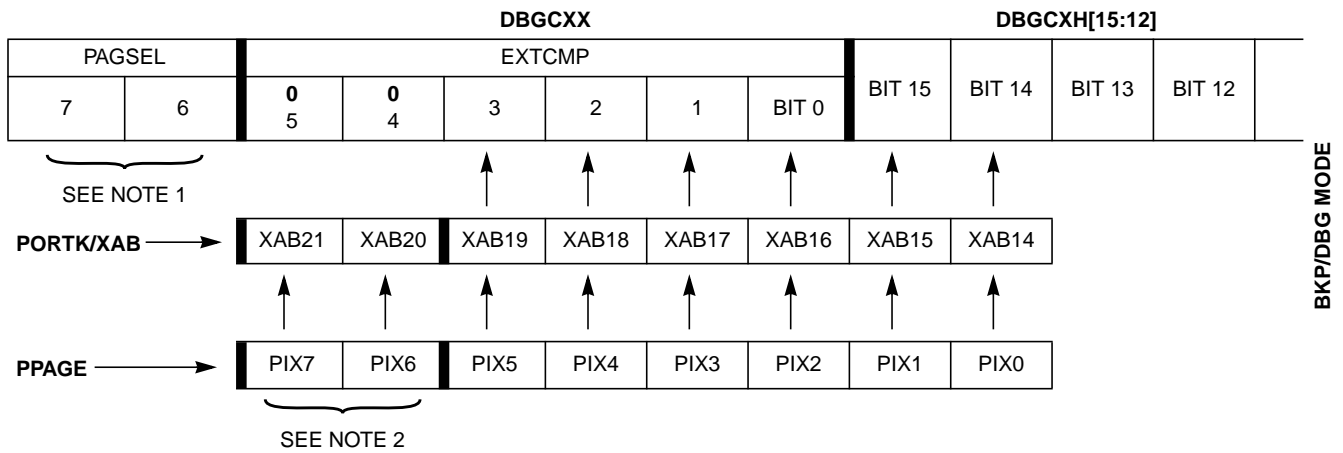 DBGCXX DBGCXH[15:12]
PAGSEL EXTCMP
7 6 0 5 0 4 3 2 1 BIT 0 BIT 15 BIT 14 BIT 13 BIT 12
SEE NOTE 1
PORTK/XAB XAB21 XAB20 XAB19 XAB18 XAB17 XAB16 XAB15 XAB14
PPAGE PIX7 PIX6 PIX5 PIX4 PIX3 PIX2 PIX1 PIX0
SEE NOTE 2
BKP/DBG MODE